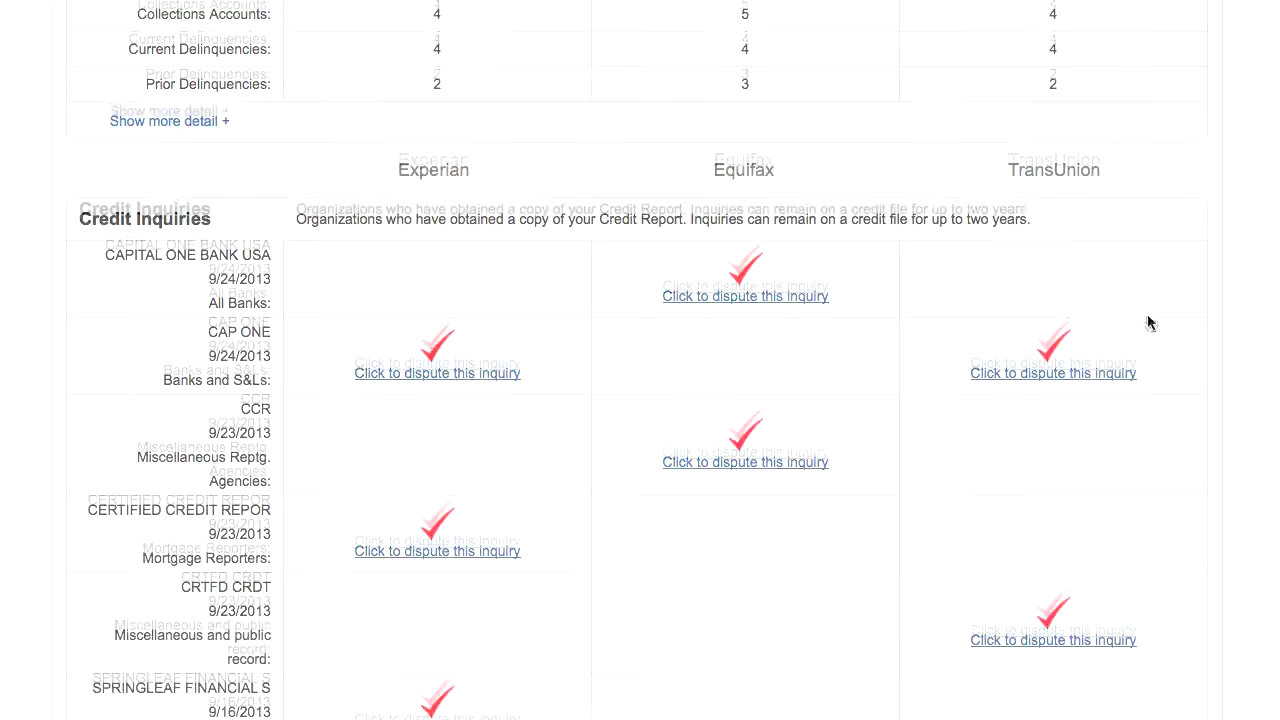 Collections Accounts: 4 5 4
Current Delinquencies: 4 4 4
Prior Delinquencies: 2 3 2
Show more detail +
Experian Equifax TransUnion
Credit Inquiries Organizations who have obtained a copy of your Credit Report. Inquiries can remain on a credit file for up to two years.
CAPITAL ONE BANK USA
9/24/2013
All Banks:
Click to dispute this inquiry
CAP ONE
9/24/2013
Banks and S&Ls:
Click to dispute this inquiry Click to dispute this inquiry
CCR
9/23/2013
Miscellaneous Reptg.
Agencies:
Click to dispute this inquiry
CERTIFIED CREDIT REPOR
9/23/2013
Mortgage Reporters:
Click to dispute this inquiry
CRTFD CRDT
9/23/2013
Miscellaneous and public
record:
Click to dispute this inquiry
SPRINGLEAF FINANCIAL S
9/16/2013
Click to dispute this inquiry